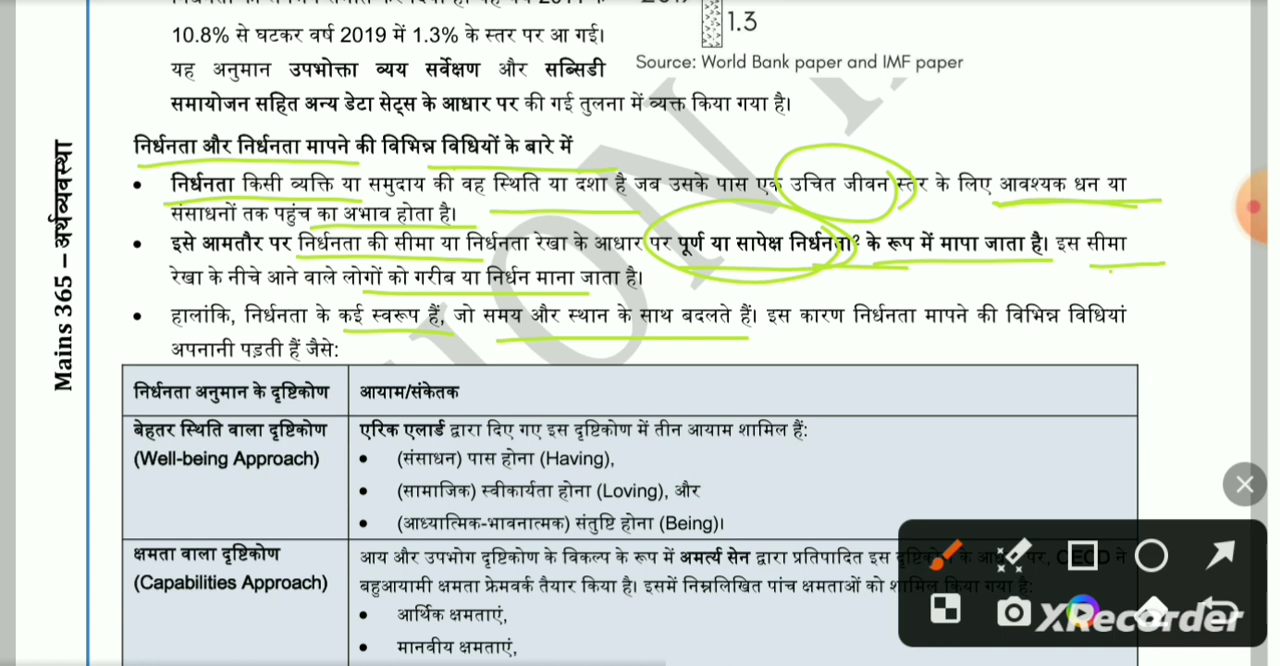 10.8% से घटकर वर्ष 2019 में 1.3% के स्तर पर आ गई।
1.3
यह अनुमान उपभोक्ता व्यय सर्वेक्षण और सब्सिडी
Source: World Bank paper and IMF paper
समायोजन सहित अन्य डेटा सेट्स के आधार पर की गई तुलना में व्यक्त किया गया है।
Mains 365 – अर्थव्यवस्था
निर्धनता और निर्धनता मापने की विभिन्न विधियों के बारे में
• निर्धनता किसी व्यक्ति या समुदाय की वह स्थिति या दशा है जब उसके पास एक उचित जीवन स्तर के लिए आवश्यक धन या
संसाधनों तक पहुंच का अभाव होता है।
• इसे आमतौर पर निर्धनता की सीमा या निर्धनता रेखा के आधार पर पूर्ण या सापेक्ष निर्धनता² के रूप में मापा जाता है। इस सीमा
रेखा के नीचे आने वाले लोगों को गरीब या निर्धन माना जाता है।
• हालांकि, निर्धनता के कई स्वरूप हैं, जो समय और स्थान के साथ बदलते हैं। इस कारण निर्धनता मापने की विभिन्न विधियां
अपनानी पड़ती हैं जैसे:
निर्धनता अनुमान के दृष्टिकोण
आयाम/संकेतक
बेहतर स्थिति वाला दृष्टिकोण
(Well-being Approach)
एरिक एलार्ड द्वारा दिए गए इस दृष्टिकोण में तीन आयाम शामिल हैं:
• (संसाधन) पास होना (Having),
• (सामाजिक) स्वीकार्यता होना (Loving), और
• (आध्यात्मिक-भावनात्मक) संतुष्टि होना (Being)।
क्षमता वाला दृष्टिकोण
(Capabilities Approach)
आय और उपभोग दृष्टिकोण के विकल्प के रूप में अमर्त्य सेन द्वारा प्रतिपादित इस दृष्टिकोण के आधार पर, OECD ने
बहुआयामी क्षमता फ्रेमवर्क तैयार किया है। इसमें निम्नलिखित पांच क्षमताओं को शामिल किया गया है:
• आर्थिक क्षमताएं,
• मानवीय क्षमताएं,
XRecorder